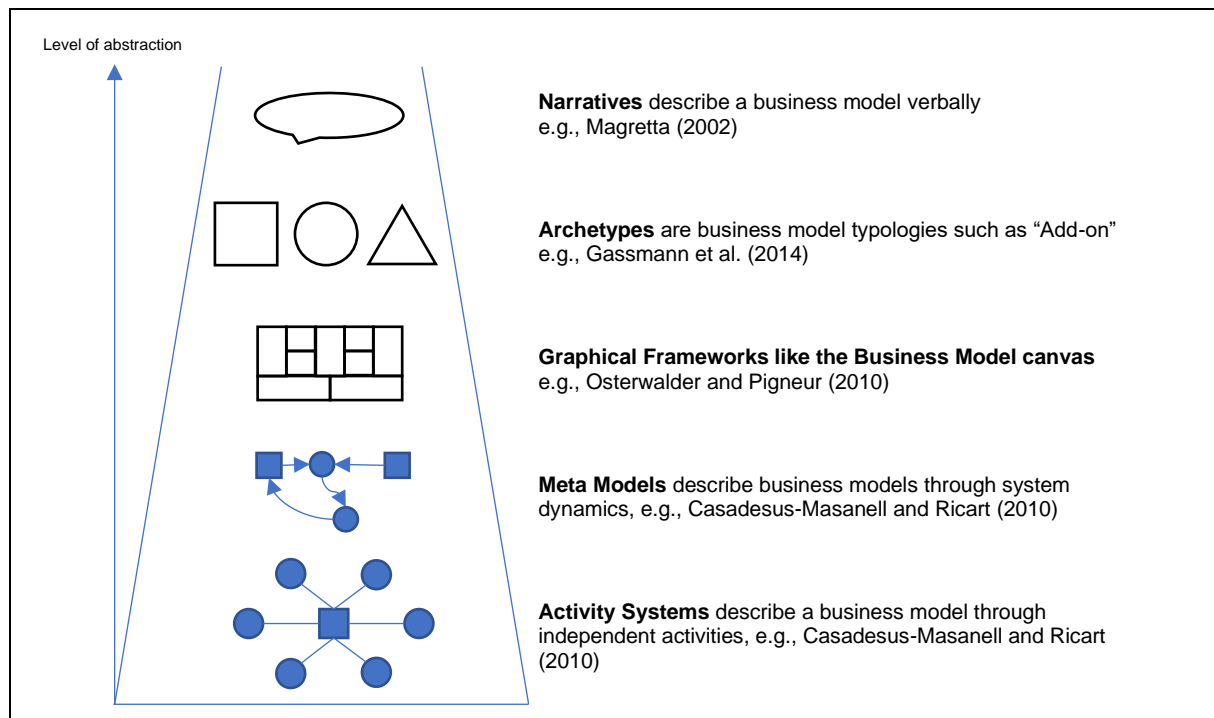 Level of abstraction
Narratives describe a business model verbally
e.g., Magretta (2002)
Archetypes are business model typologies such as “Add-on”
e.g., Gassmann et al. (2014)
Graphical Frameworks like the Business Model canvas
e.g., Osterwalder and Pigneur (2010)
Meta Models describe business models through system
dynamics, e.g., Casadesus-Masanell and Ricart (2010)
Activity Systems describe a business model through
independent activities, e.g., Casadesus-Masanell and Ricart
(2010)